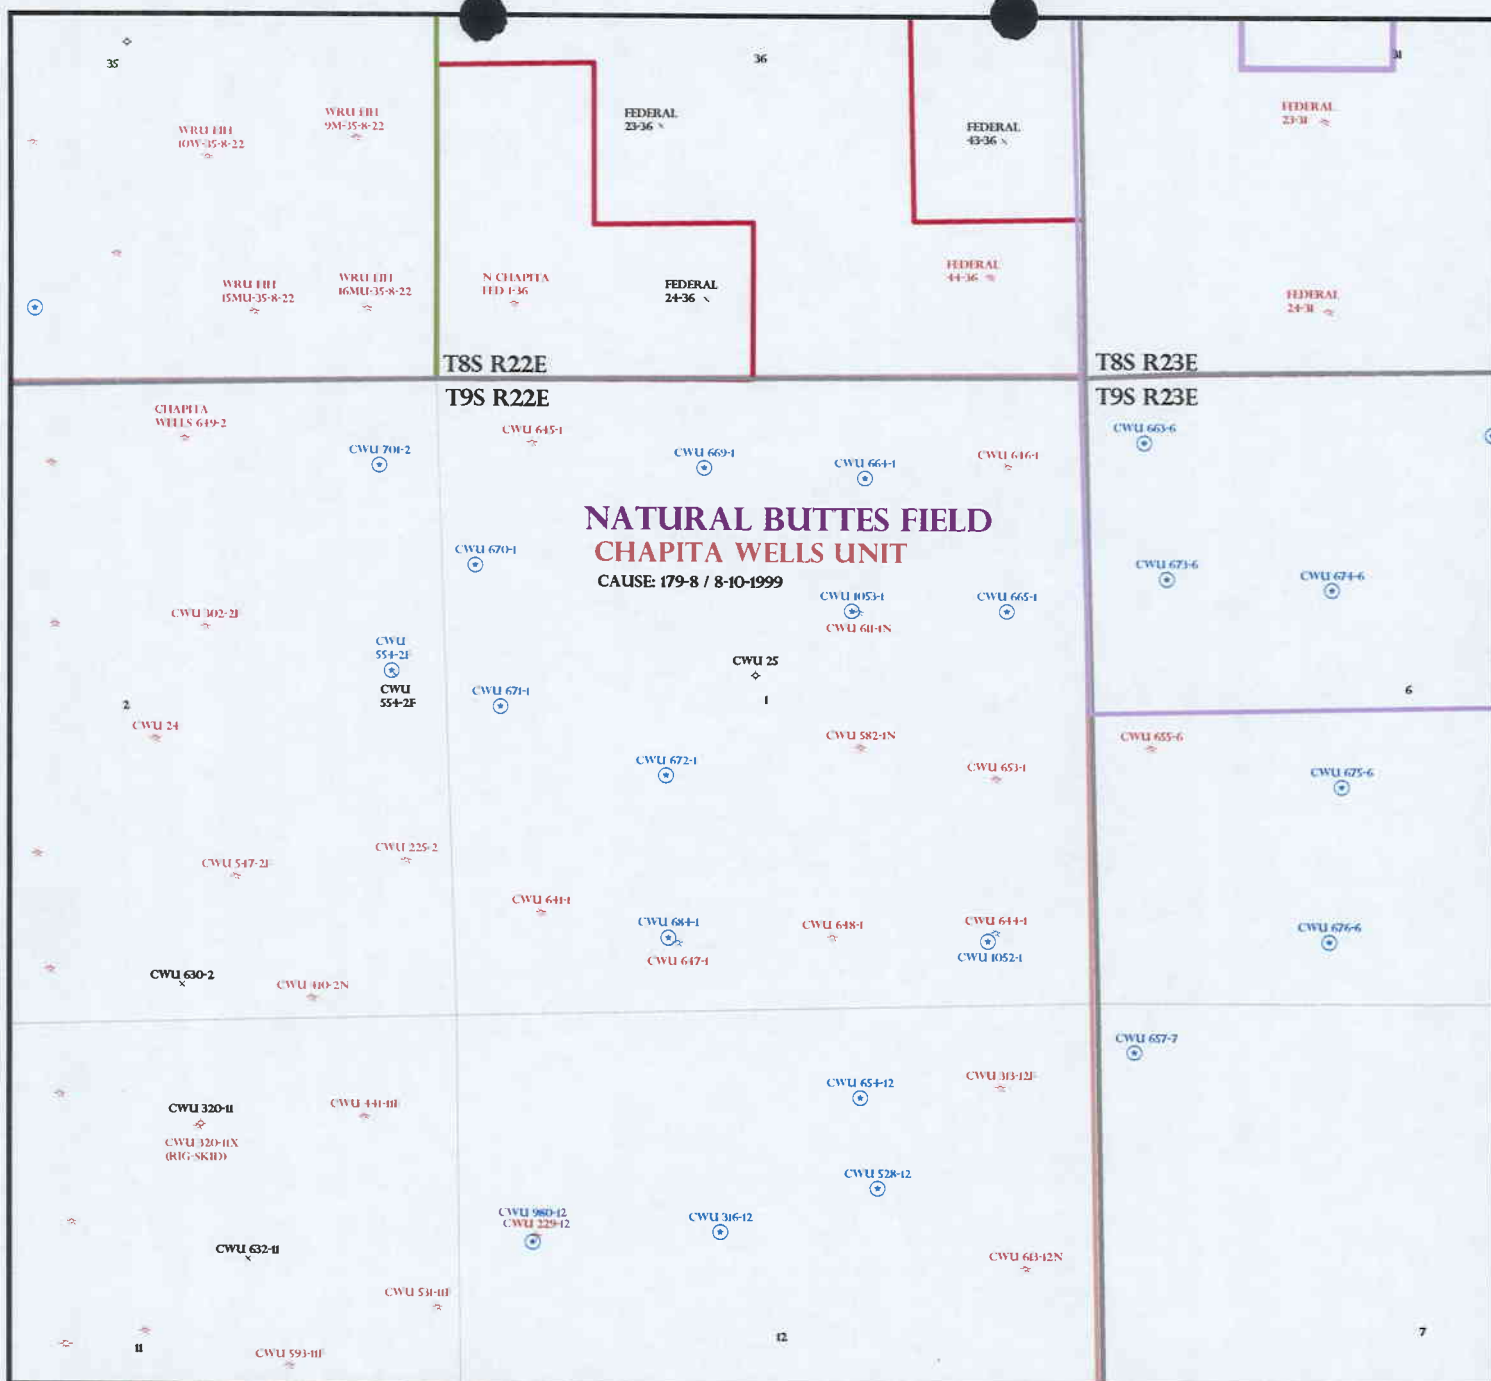 35
36
31
WRU EIH
10W-35-8-22
WRU EIH
9M-35-8-22
FEDERAL
23-36
FEDERAL
43-36
FEDERAL
23-31
WRU EIH
15MU-35-8-22
WRU EIH
16MU-35-8-22
N CHAPITA
FED 1-36
FEDERAL
24-36
FEDERAL
44-36
FEDERAL
24-31
T8S R22E
T8S R23E
T9S R22E
T9S R23E
CHAPITA
WELLS 649-2
CWU 701-2
CWU 645-1
CWU 669-1
CWU 664-1
CWU 646-1
CWU 663-6
NATURAL BUTTES FIELD
CHAPITA WELLS UNIT
CAUSE: 179-8 / 8-10-1999
CWU 670-1
CWU 673-6
CWU 674-6
CWU 1053-1
CWU 611-1N
CWU 665-1
CWU 302-2F
CWU
554-2F
CWU
554-2F
CWU 25
1
CWU 671-1
2
CWU 24
6
CWU 582-1N
CWU 655-6
CWU 672-1
CWU 653-1
CWU 675-6
CWU 547-2F
CWU 225-2
CWU 641-1
CWU 684-1
CWU 647-1
CWU 648-1
CWU 644-1
CWU 1052-1
CWU 676-6
CWU 630-2
CWU 410-2N
CWU 657-7
CWU 320-11
CWU 320-11X
(RIG-SKID)
CWU 441-11F
CWU 654-12
CWU 313-12F
CWU 528-12
CWU 980-12
CWU 229-12
CWU 316-12
CWU 632-11
CWU 613-12N
CWU 531-11F
11
CWU 593-11F
12
7